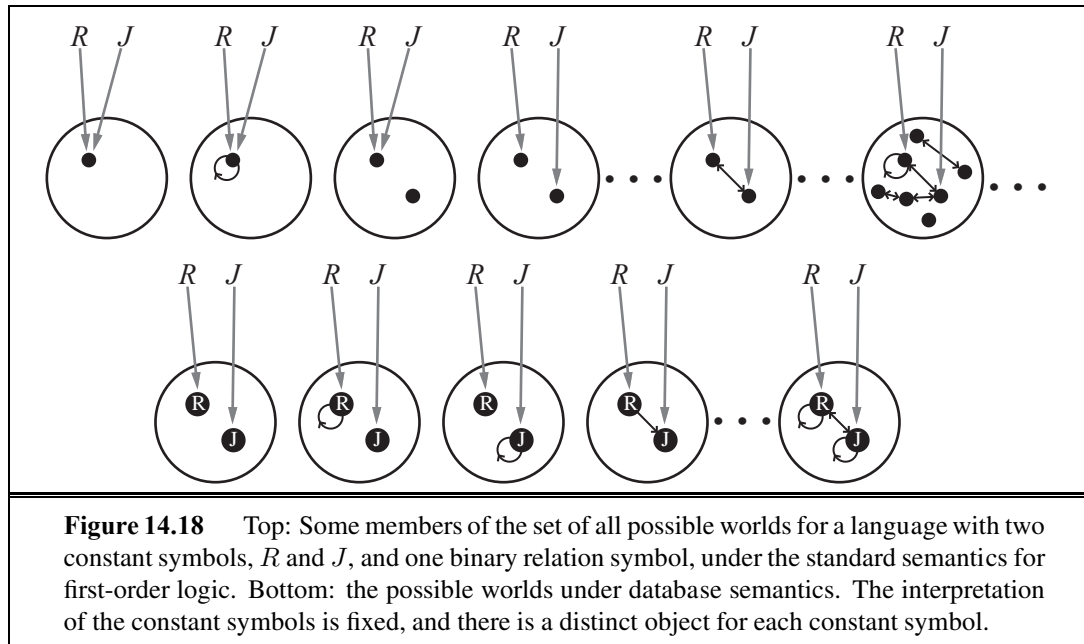 R J R J R J R J R J R J
R J R J R J R J R J
R R R R R
J J J J J
Figure 14.18 Top: Some members of the set of all possible worlds for a language with two
constant symbols, R and J, and one binary relation symbol, under the standard semantics for
first-order logic. Bottom: the possible worlds under database semantics. The interpretation
of the constant symbols is fixed, and there is a distinct object for each constant symbol.